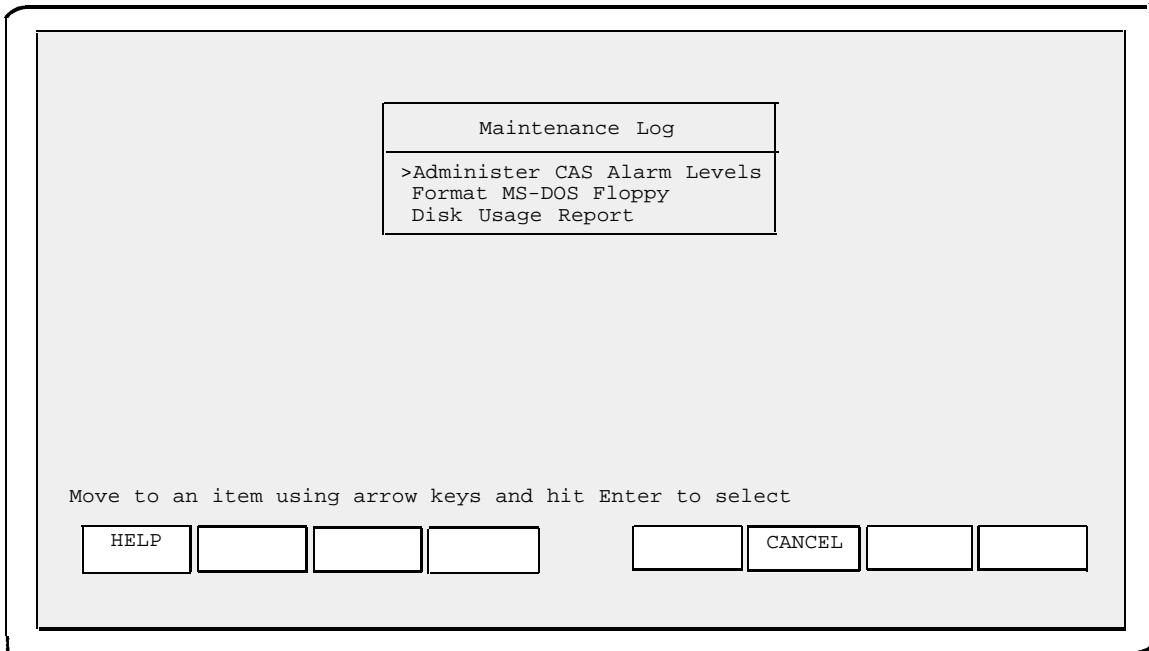 Maintenance Log
>Administer CAS Alarm Levels
Format MS-DOS Floppy
Disk Usage Report
Move to an item using arrow keys and hit Enter to select
HELP CANCEL